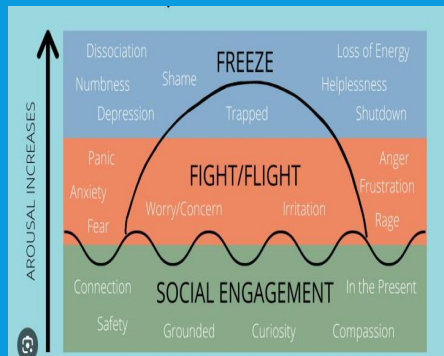 AROUSAL INCREASES
Dissociation
Loss of Energy
FREEZE
Numbness
Shame
Helplessness
Depression
Trapped
Shutdown
Panic
Anger
FIGHT/FLIGHT
Anxiety
Frustration
Worry/Concern
Irritation
Fear
Rage
Connection
SOCIAL ENGAGEMENT
In the Present
Safety
Grounded
Curiosity
Compassion